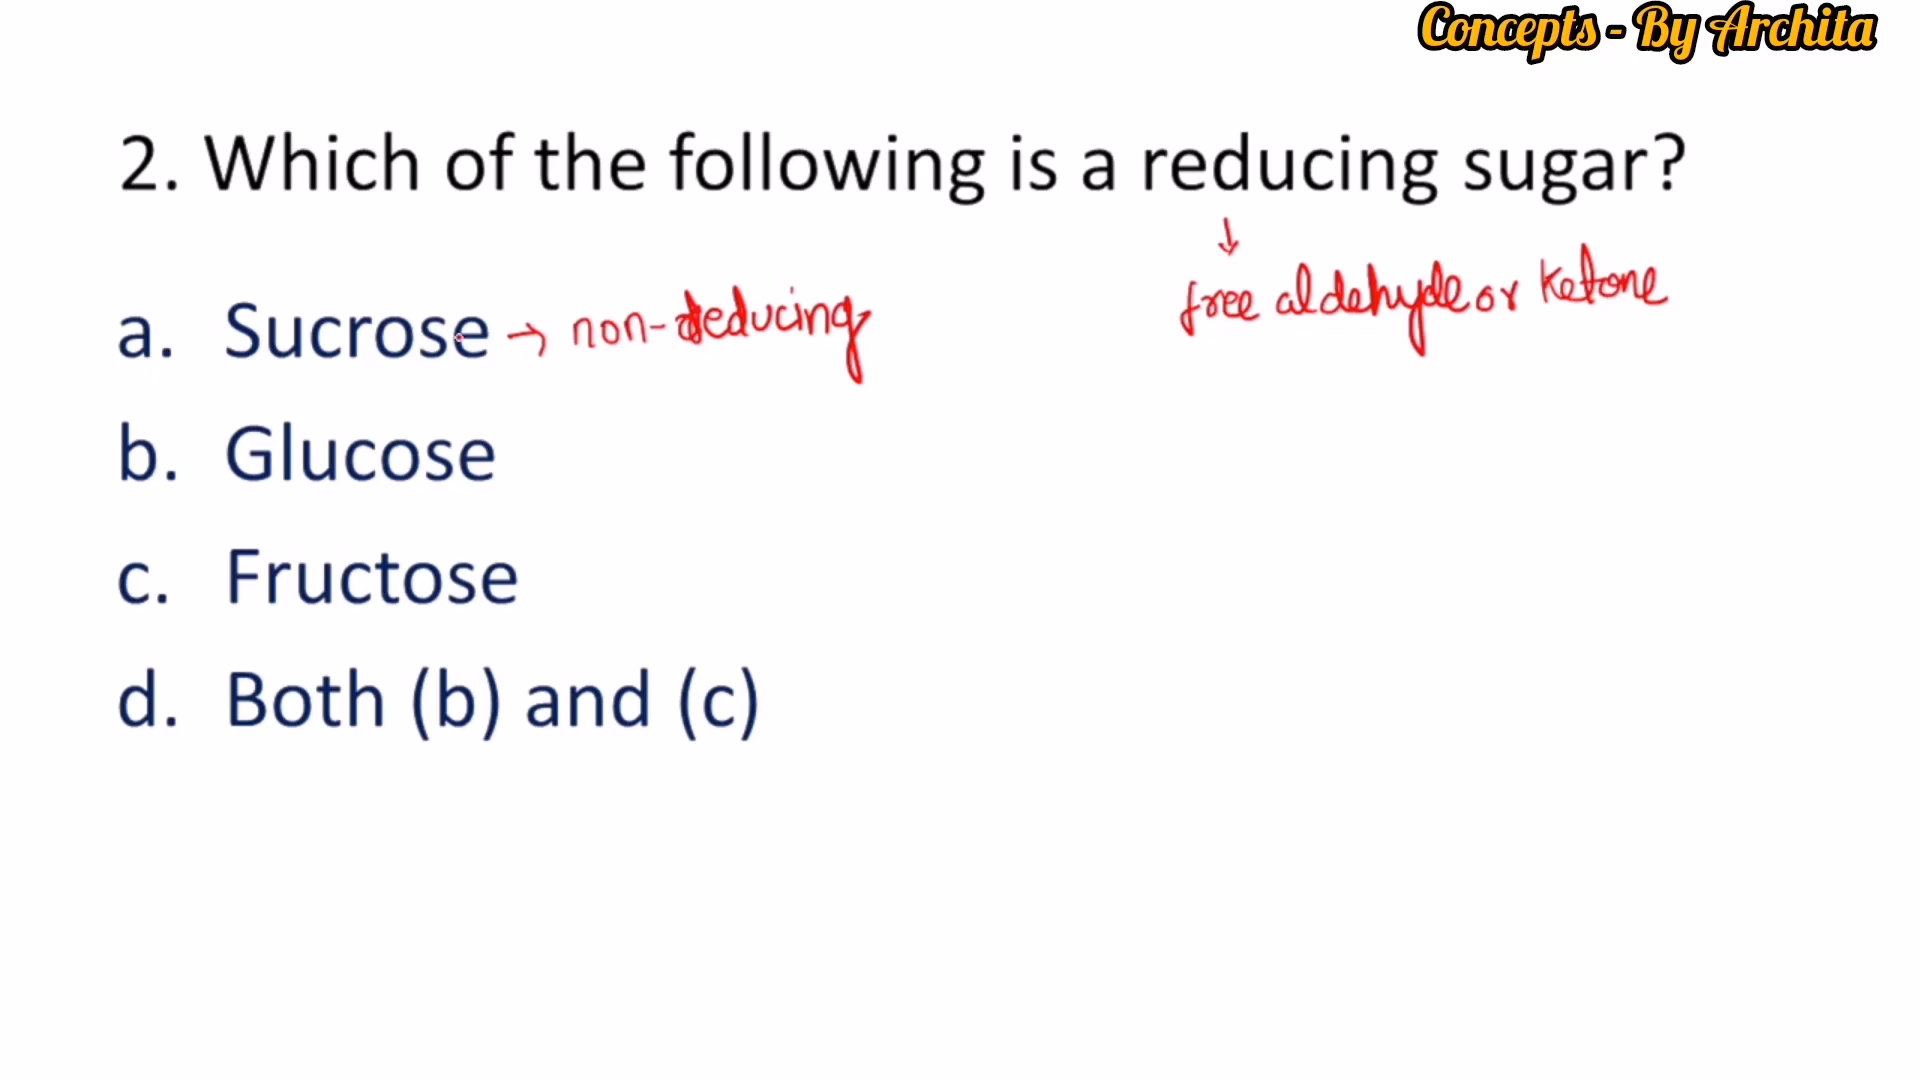 Concepts - By Archita
2. Which of the following is a reducing sugar?
↓
free aldehyde or ketone
a. Sucrose → non-reducing
b. Glucose
c. Fructose
d. Both (b) and (c)